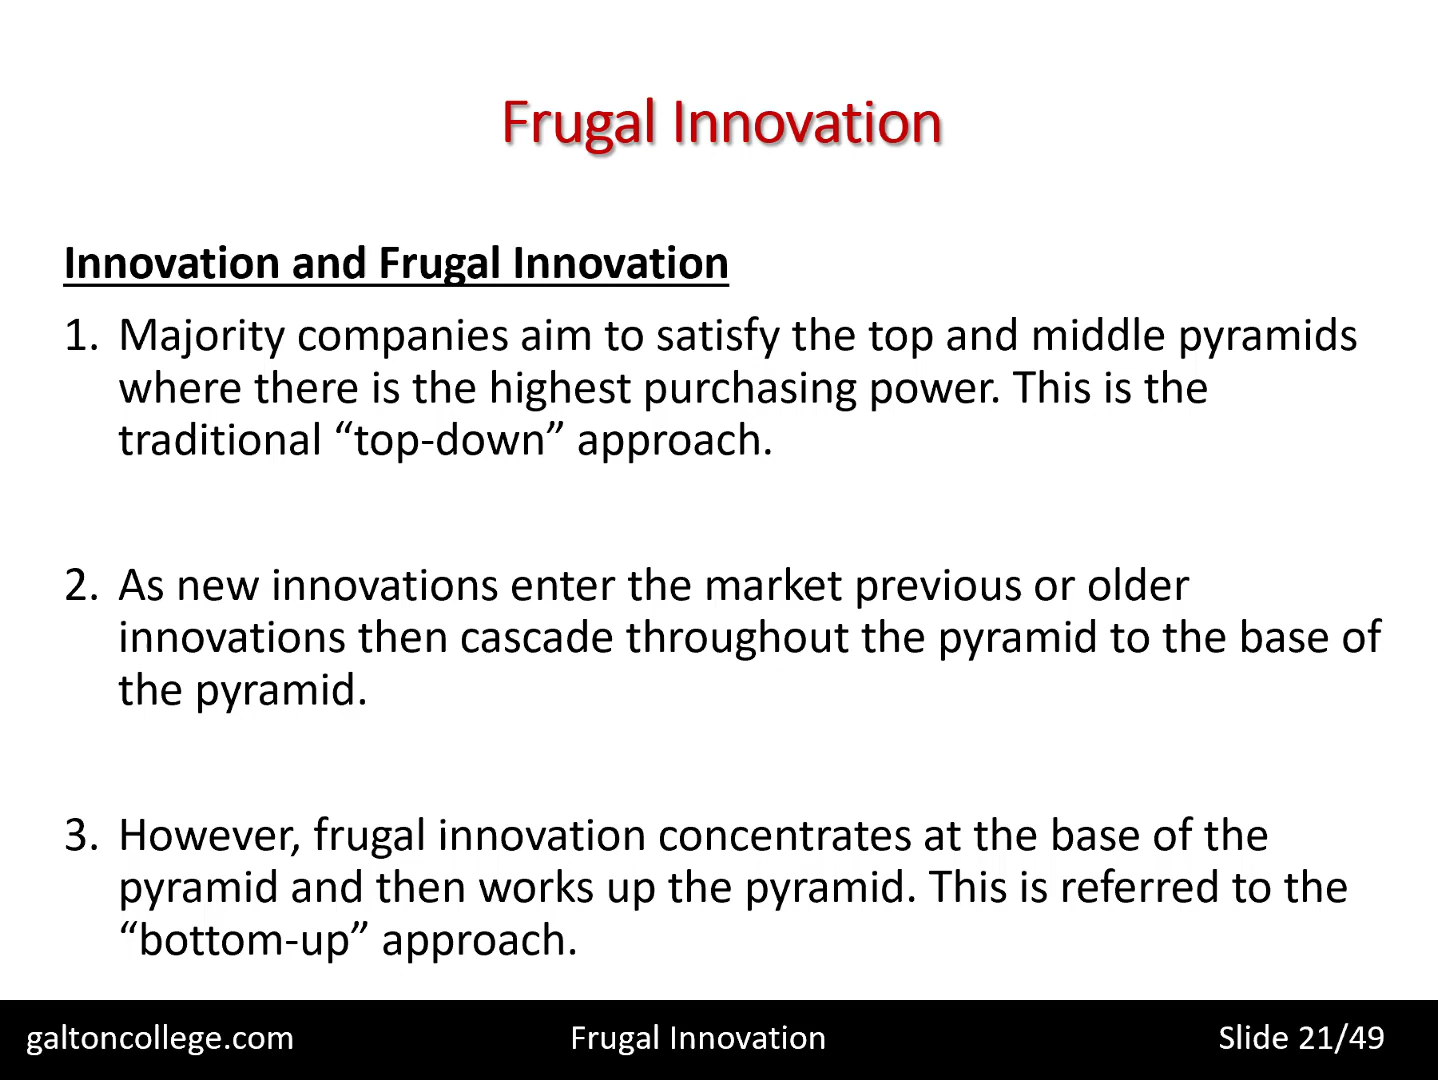 Frugal Innovation
Innovation and Frugal Innovation
1. Majority companies aim to satisfy the top and middle pyramids
where there is the highest purchasing power. This is the
traditional “top-down” approach.
2. As new innovations enter the market previous or older
innovations then cascade throughout the pyramid to the base of
the pyramid.
3. However, frugal innovation concentrates at the base of the
pyramid and then works up the pyramid. This is referred to the
“bottom-up” approach.
galtoncollege.com Frugal Innovation Slide 21/49